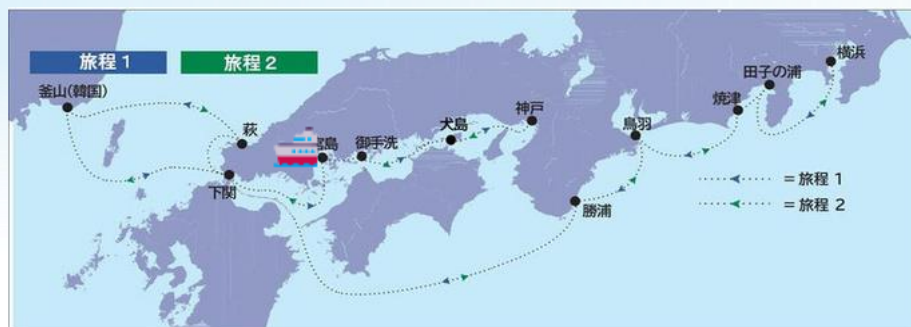 旅程 1
旅程 2
釜山(韓国)
萩
下関
島
御手洗
犬島
神戸
勝浦
鳥羽
焼津
田子の浦
横浜
= 旅程 1
= 旅程 2